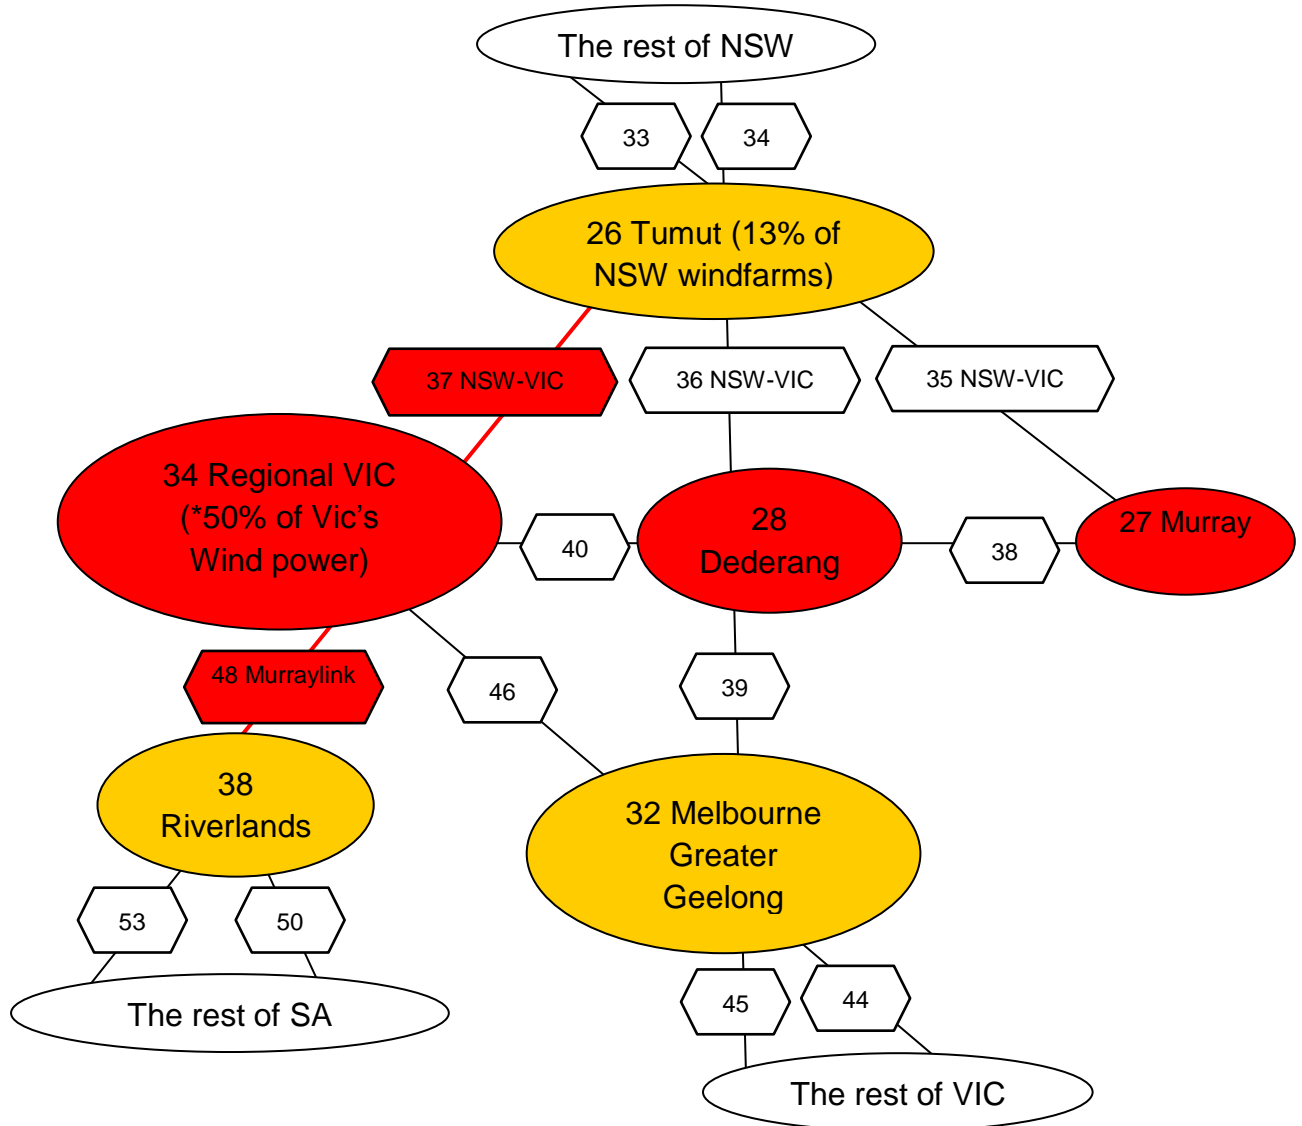 The rest of NSW
33
34
26 Tumut (13% of
NSW windfarms)
37 NSW-VIC
36 NSW-VIC
35 NSW-VIC
34 Regional VIC
(*50% of Vic's
Wind power)
40
28
Dederang
38
27 Murray
48 Murraylink
46
39
38
Riverlands
32 Melbourne
Greater
Geelong
53
50
45
44
The rest of SA
The rest of VIC